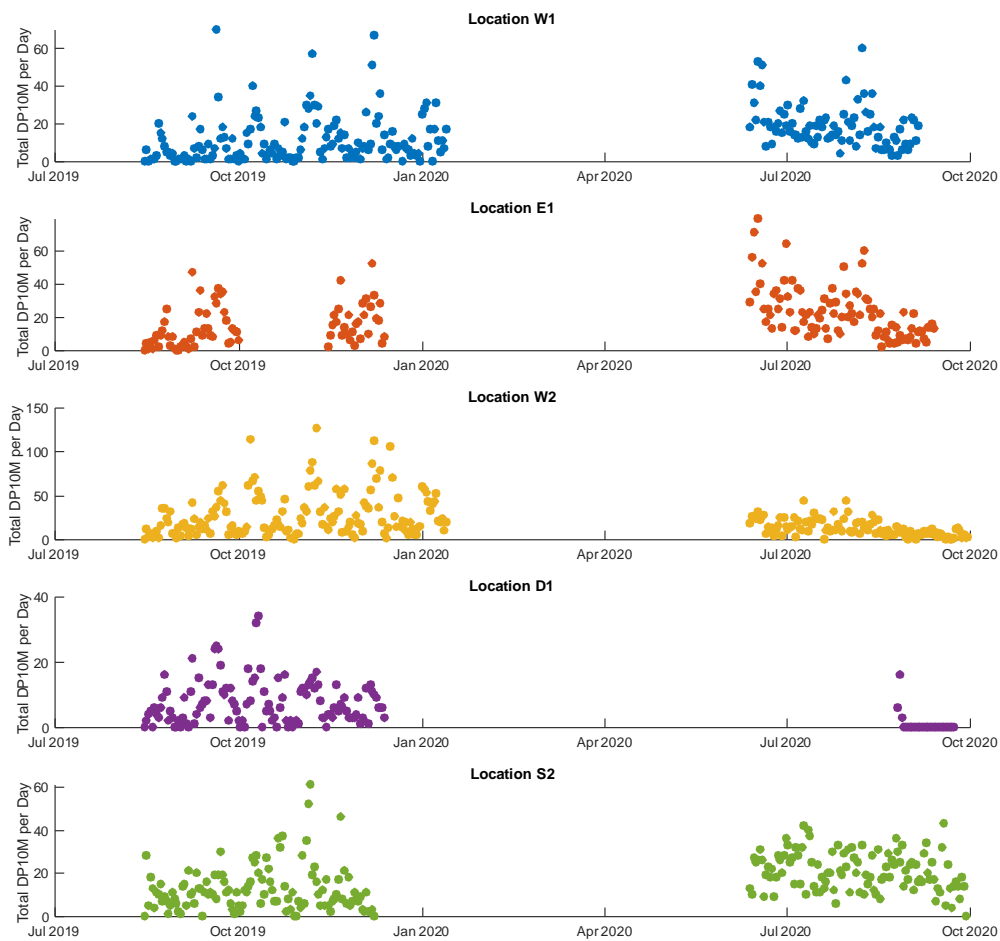 Location W1
Total DP10M per Day
60
40
20
0
Jul 2019 Oct 2019 Jan 2020 Apr 2020 Jul 2020 Oct 2020
Location E1
Total DP10M per Day
60
40
20
0
Jul 2019 Oct 2019 Jan 2020 Apr 2020 Jul 2020 Oct 2020
Location W2
Total DP10M per Day
150
100
50
0
Jul 2019 Oct 2019 Jan 2020 Apr 2020 Jul 2020 Oct 2020
Location D1
Total DP10M per Day
40
20
0
Jul 2019 Oct 2019 Jan 2020 Apr 2020 Jul 2020 Oct 2020
Location S2
Total DP10M per Day
60
40
20
0
Jul 2019 Oct 2019 Jan 2020 Apr 2020 Jul 2020 Oct 2020